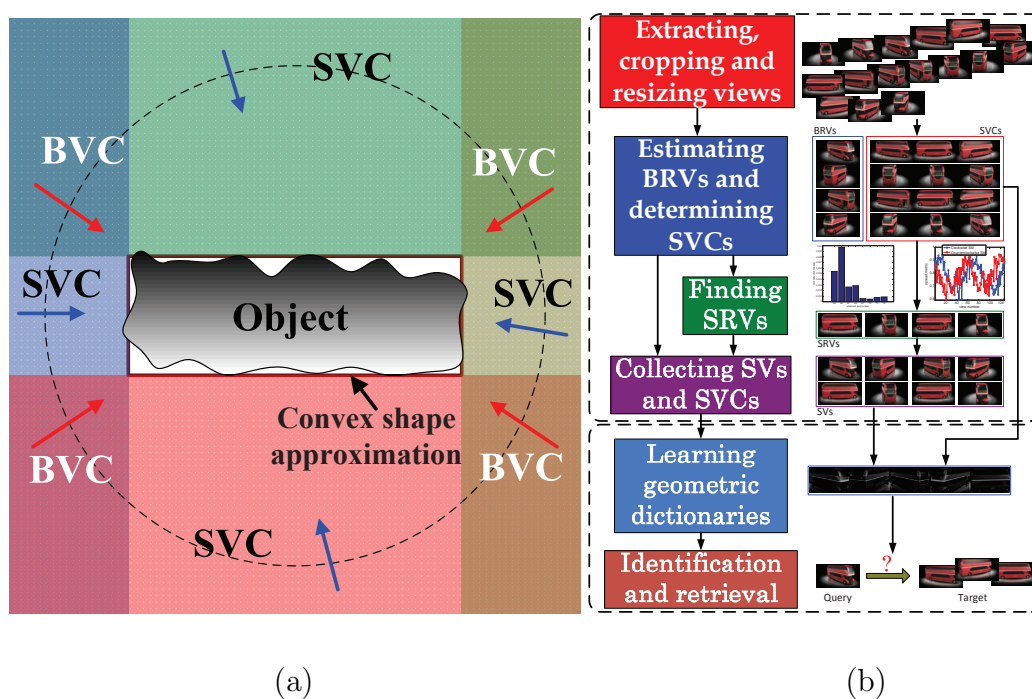 SVC
BVC
BVC
SVC
SVC
Object
Convex shape
approximation
BVC
BVC
SVC
(a)
Extracting,
cropping and
resizing views
Estimating
BRVs and
determining
SVCs
Finding
SRVs
Collecting SVs
and SVCs
Learning
geometric
dictionaries
Identification
and retrieval
BRVs
SVCs
SRVs
SVs
?
Query
Target
(b)